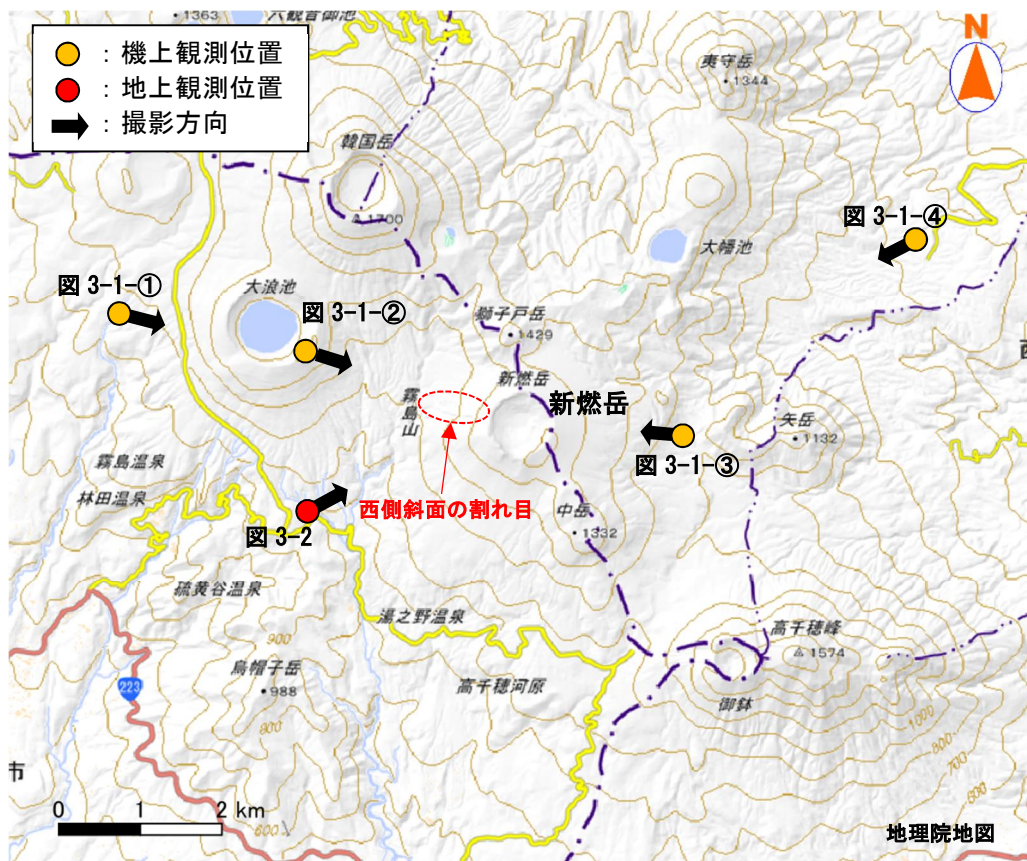 ・1363
六観音御池
N
：機上観測位置
：地上観測位置
：撮影方向
夷守岳
・1344
韓国岳
△1700
図 3-1-④
大幡池
図 3-1-①
大浪池
図 3-1-②
獅子戸岳
・1429
新燃岳
新燃岳
霧島山
矢岳
・1132
図 3-1-③
霧島温泉
林田温泉
西側斜面の割れ目
図 3-2
中岳
・1332
硫黄谷温泉
湯之野温泉
900
烏帽子岳
・988
800
高千穂峰
△1574
高千穂河原
御鉢
223
1000
900
800
700
600
市
0 1 2 km
600
地理院地図